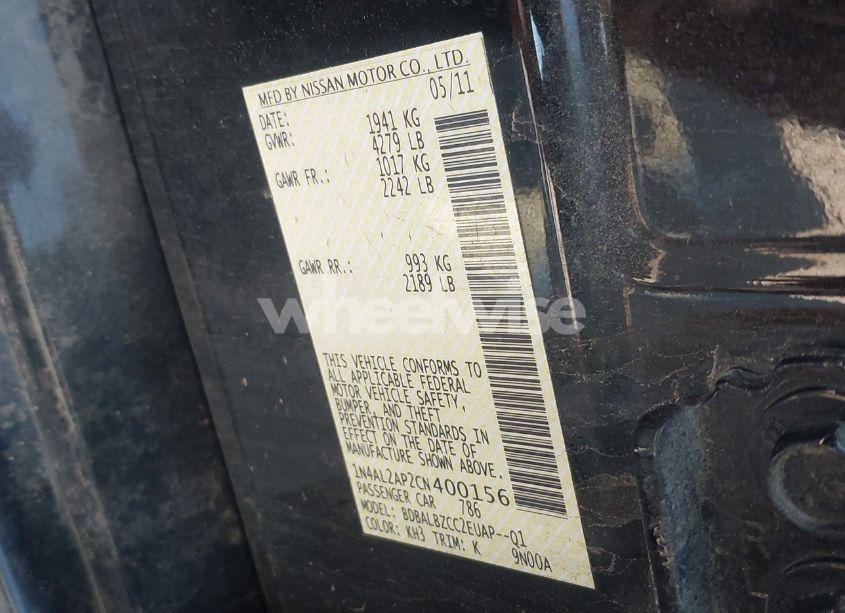 MFD BY NISSAN MOTOR CO., LTD.
DATE: 05/11
GVWR: 1941 KG
4279 LB
GAWR FR.: 1017 KG
2242 LB
GAWR RR.: 993 KG
2189 LB
wheelwise
THIS VEHICLE CONFORMS TO
ALL APPLICABLE FEDERAL
MOTOR VEHICLE SAFETY,
BUMPER, AND THEFT
PREVENTION STANDARDS IN
EFFECT ON THE DATE OF
MANUFACTURE SHOWN ABOVE.
1N4AL2AP2CN400156
PASSENGER CAR 786
MODEL: BDBALBZCC2EUAP--Q1
COLOR: KH3 TRIM: K 9N00A